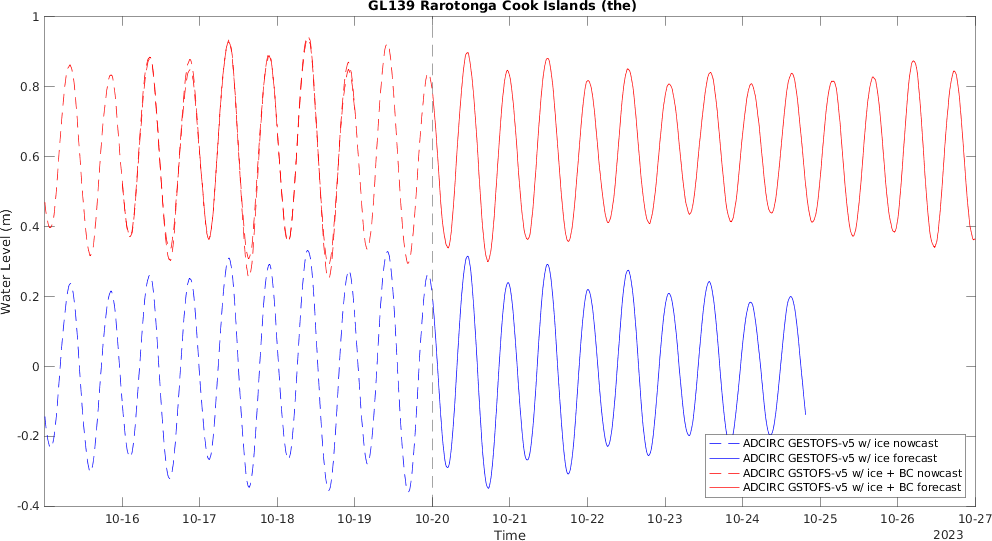 GL139 Rarotonga Cook Islands (the)
Water Level (m)
1
0.8
0.6
0.4
0.2
0
-0.2
-0.4
ADCIRC GESTOFS-v5 w/ ice nowcast
ADCIRC GESTOFS-v5 w/ ice forecast
ADCIRC GSTOFS-v5 w/ ice + BC nowcast
ADCIRC GSTOFS-v5 w/ ice + BC forecast
10-16 10-17 10-18 10-19 10-20 10-21 10-22 10-23 10-24 10-25 10-26 10-27
Time
2023